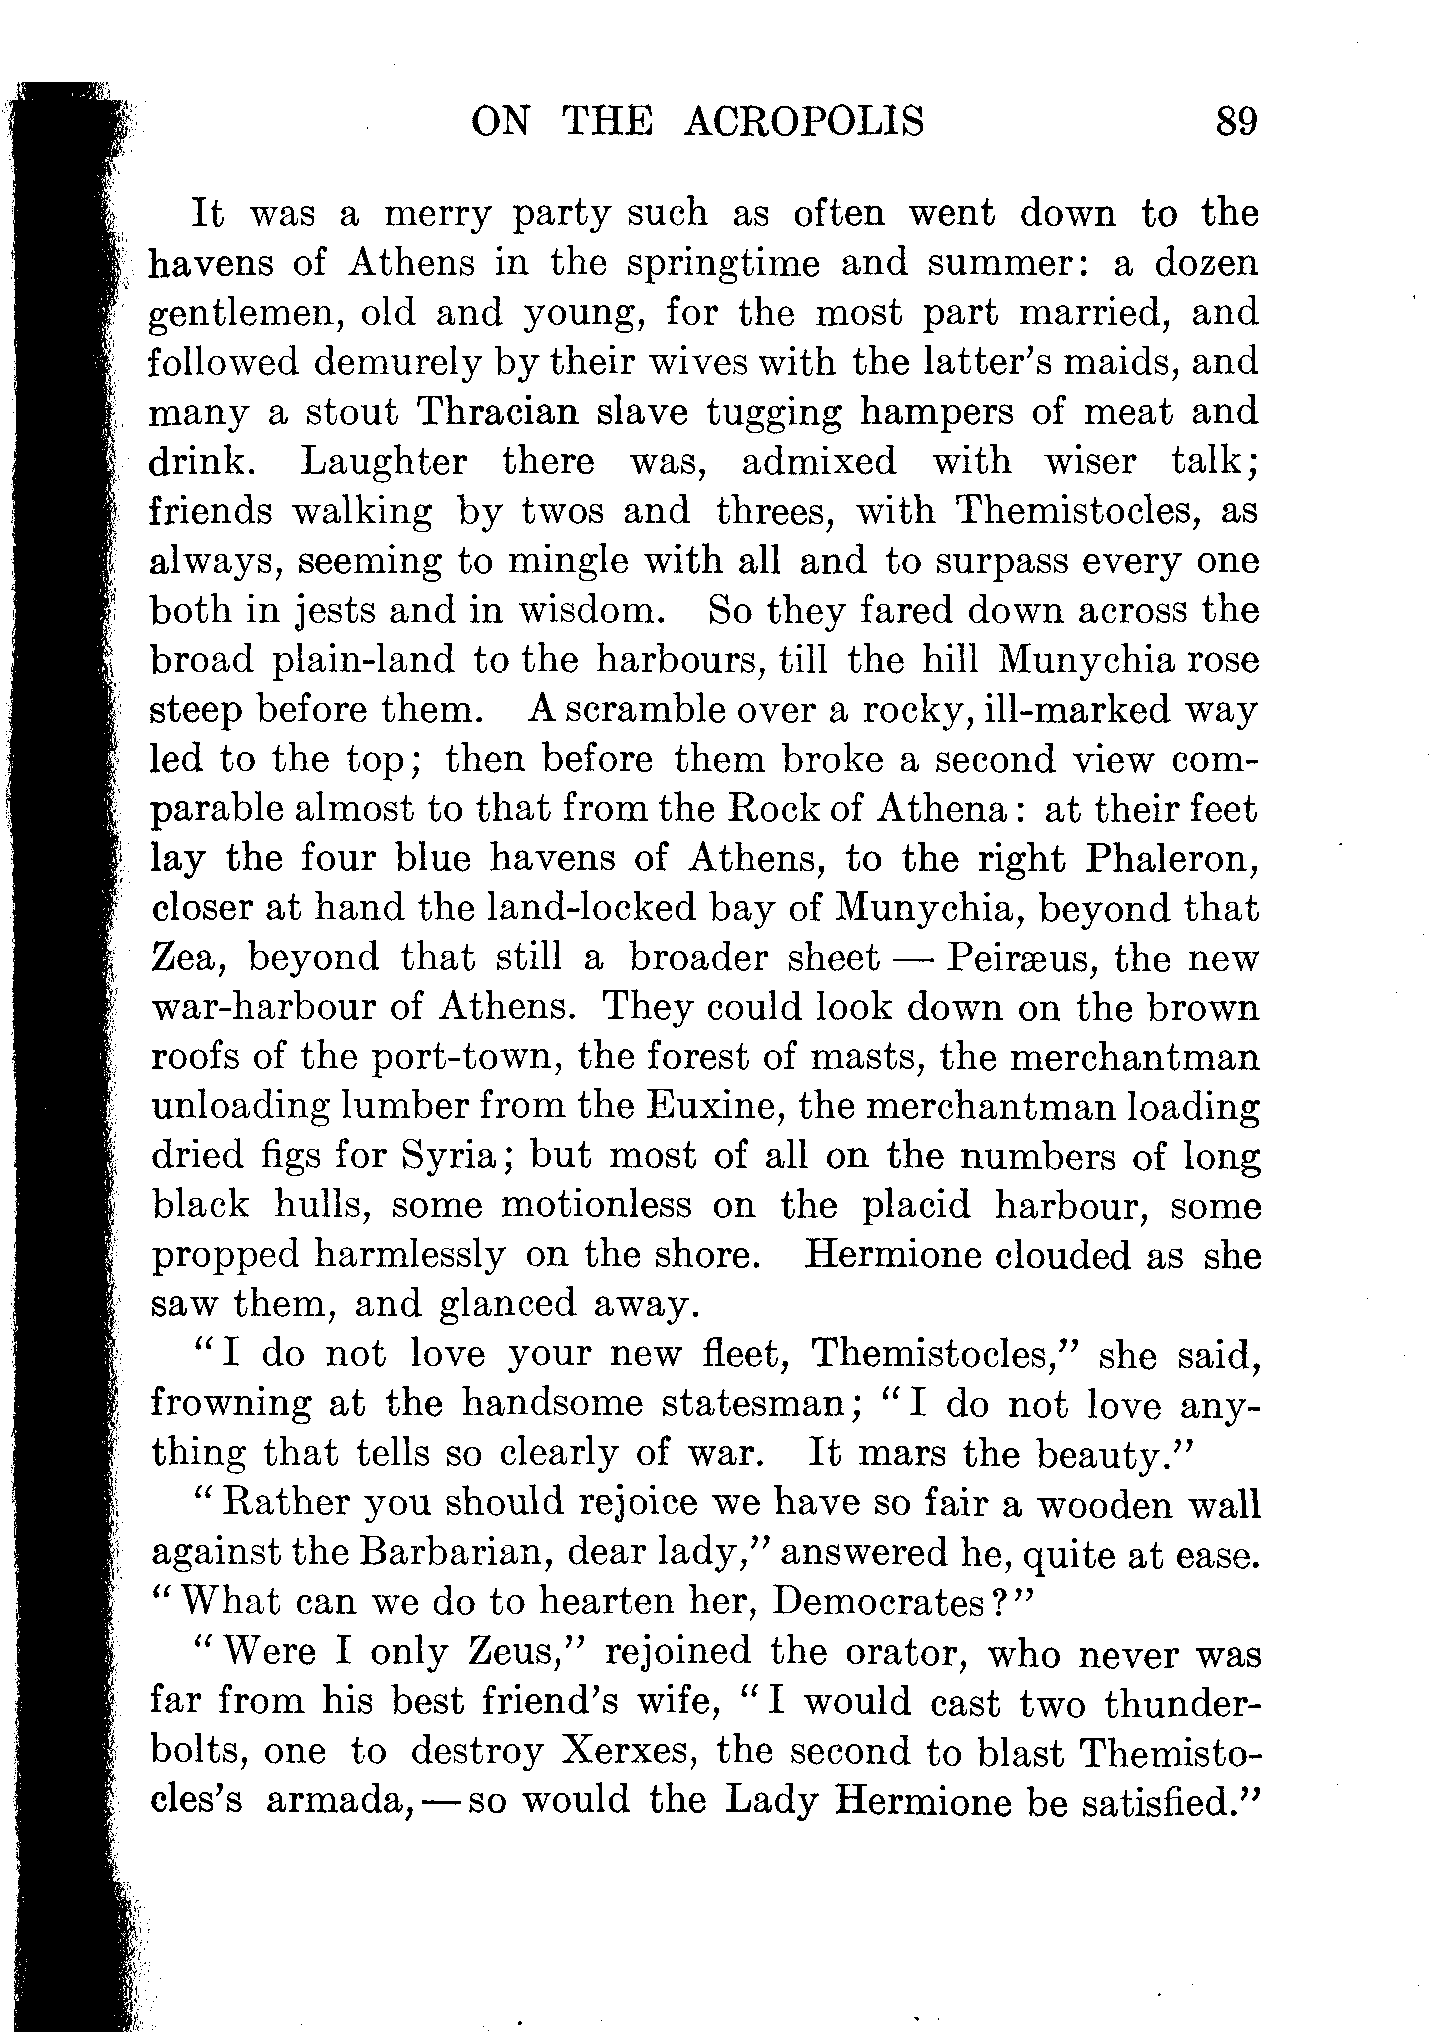 ON THE ACROPOLIS 89
It was a merry party such as often went down to the
havens of Athens in the springtime and summer: a dozen
gentlemen, old and young, for the most part married, and
followed demurely by their wives with the latter's maids, and
many a stout Thracian slave tugging hampers of meat and
drink. Laughter there was, admixed with wiser talk;
friends walking by twos and threes, with Themistocles, as
always, seeming to mingle with all and to surpass every one
both in jests and in wisdom. So they fared down across the
broad plain-land to the harbours, till the hill Munychia rose
steep before them. A scramble over a rocky, ill-marked way
led to the top; then before them broke a second view com-
parable almost to that from the Rock of Athena: at their feet
lay the four blue havens of Athens, to the right Phaleron,
closer at hand the land-locked bay of Munychia, beyond that
Zea, beyond that still a broader sheet — Peiræus, the new
war-harbour of Athens. They could look down on the brown
roofs of the port-town, the forest of masts, the merchantman
unloading lumber from the Euxine, the merchantman loading
dried figs for Syria; but most of all on the numbers of long
black hulls, some motionless on the placid harbour, some
propped harmlessly on the shore. Hermione clouded as she
saw them, and glanced away.
"I do not love your new fleet, Themistocles," she said,
frowning at the handsome statesman; "I do not love any-
thing that tells so clearly of war. It mars the beauty."
"Rather you should rejoice we have so fair a wooden wall
against the Barbarian, dear lady," answered he, quite at ease.
"What can we do to hearten her, Democrates?"
"Were I only Zeus," rejoined the orator, who never was
far from his best friend's wife, "I would cast two thunder-
bolts, one to destroy Xerxes, the second to blast Themisto-
cles's armada,—so would the Lady Hermione be satisfied."